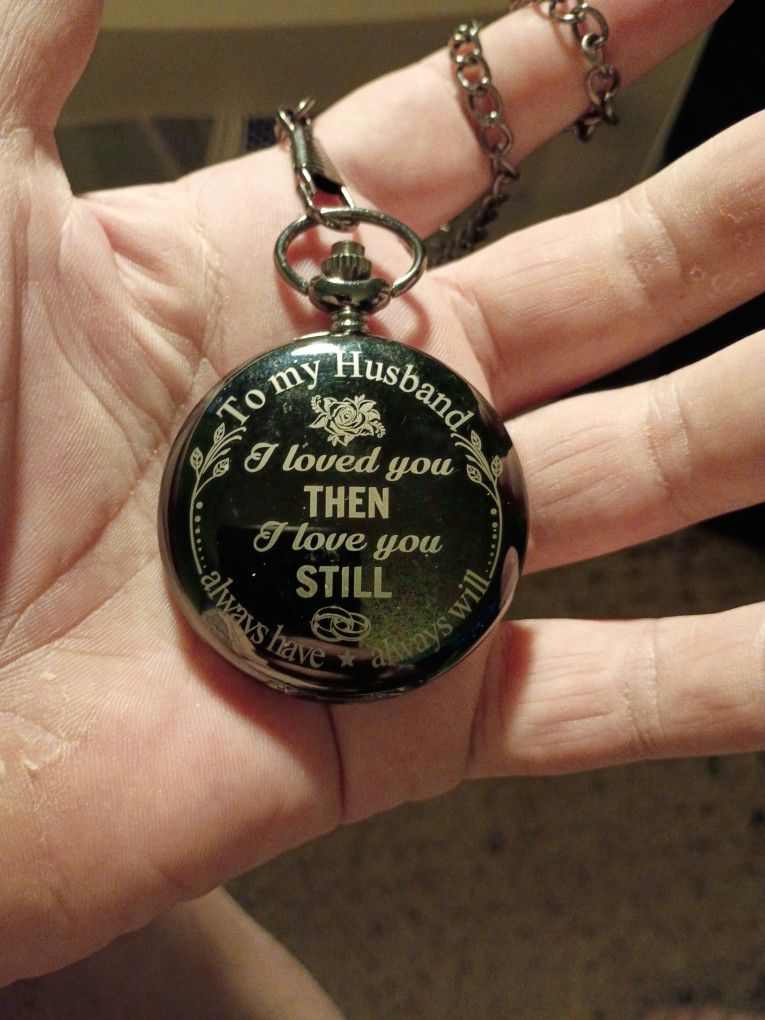 To my Husband
I loved you
THEN
I love you
STILL
always have ★ always will